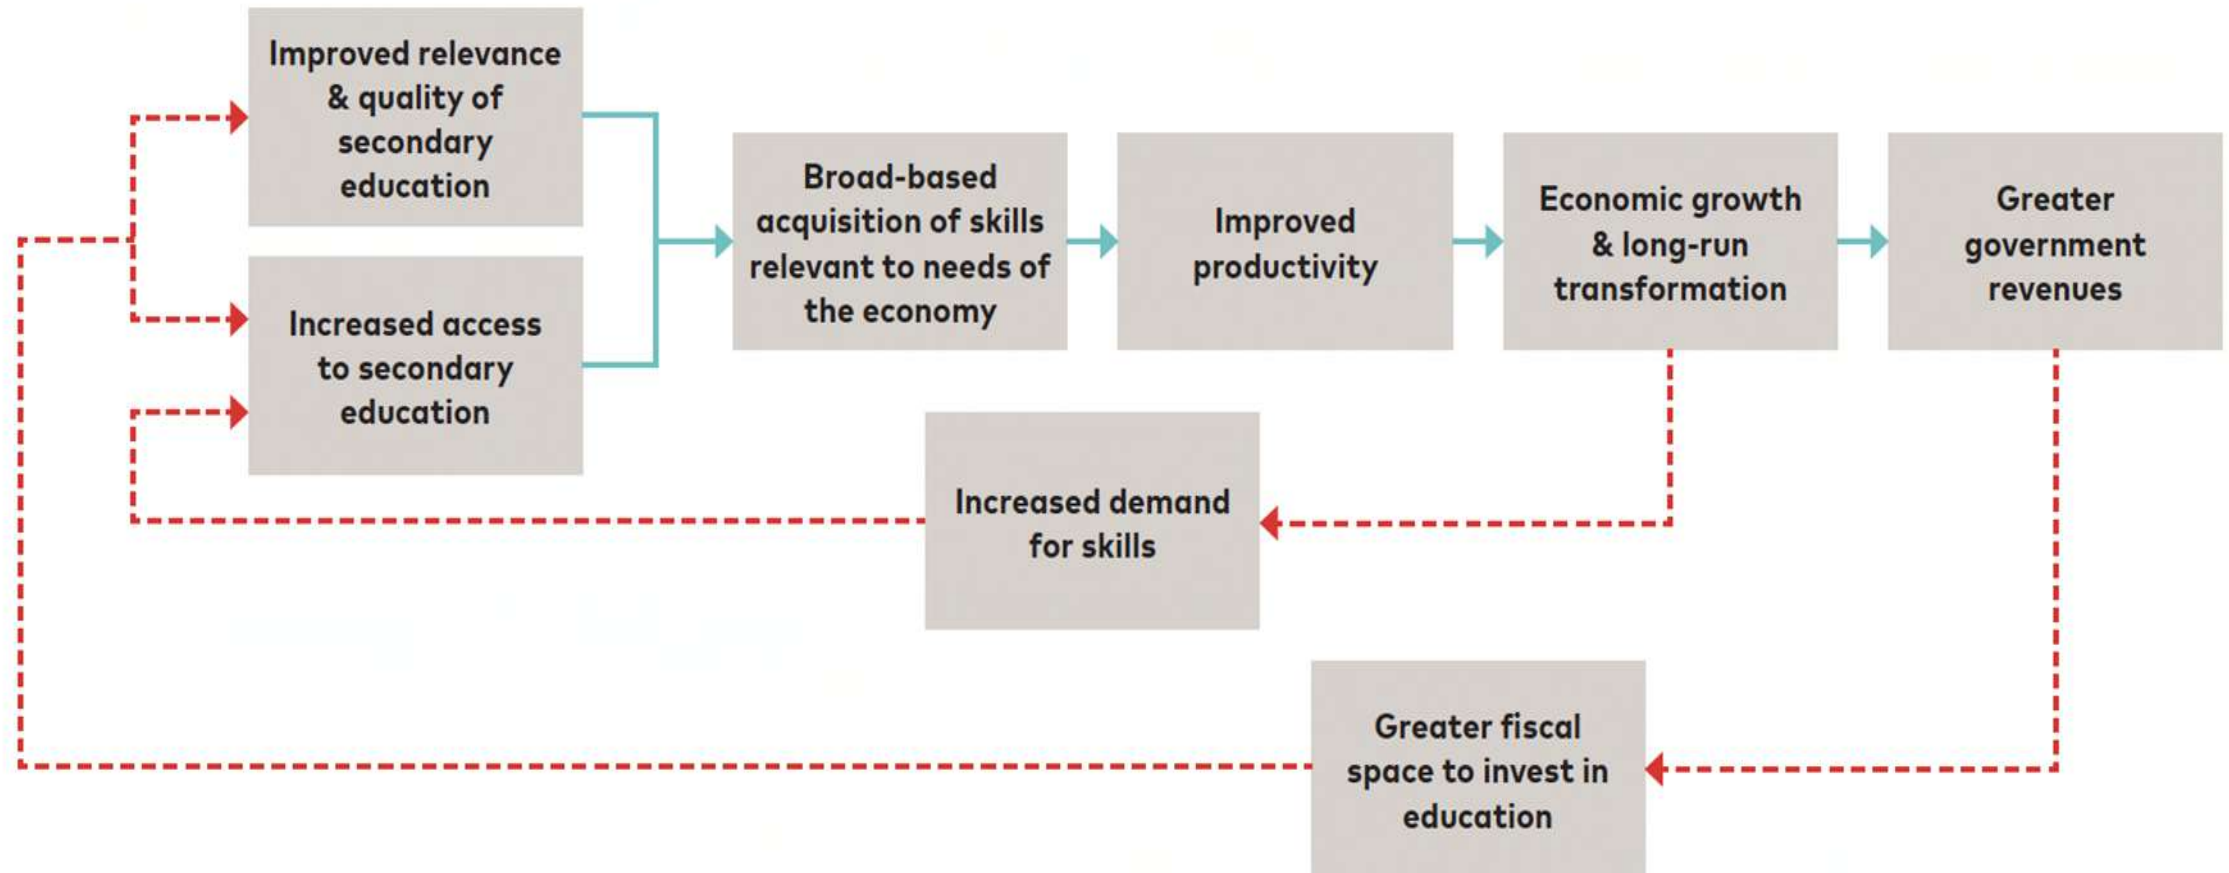 Improved relevance
& quality of
secondary
education
Increased access
to secondary
education
Broad-based
acquisition of skills
relevant to needs of
the economy
Improved
productivity
Economic growth
& long-run
transformation
Greater
government
revenues
Increased demand
for skills
Greater fiscal
space to invest in
education